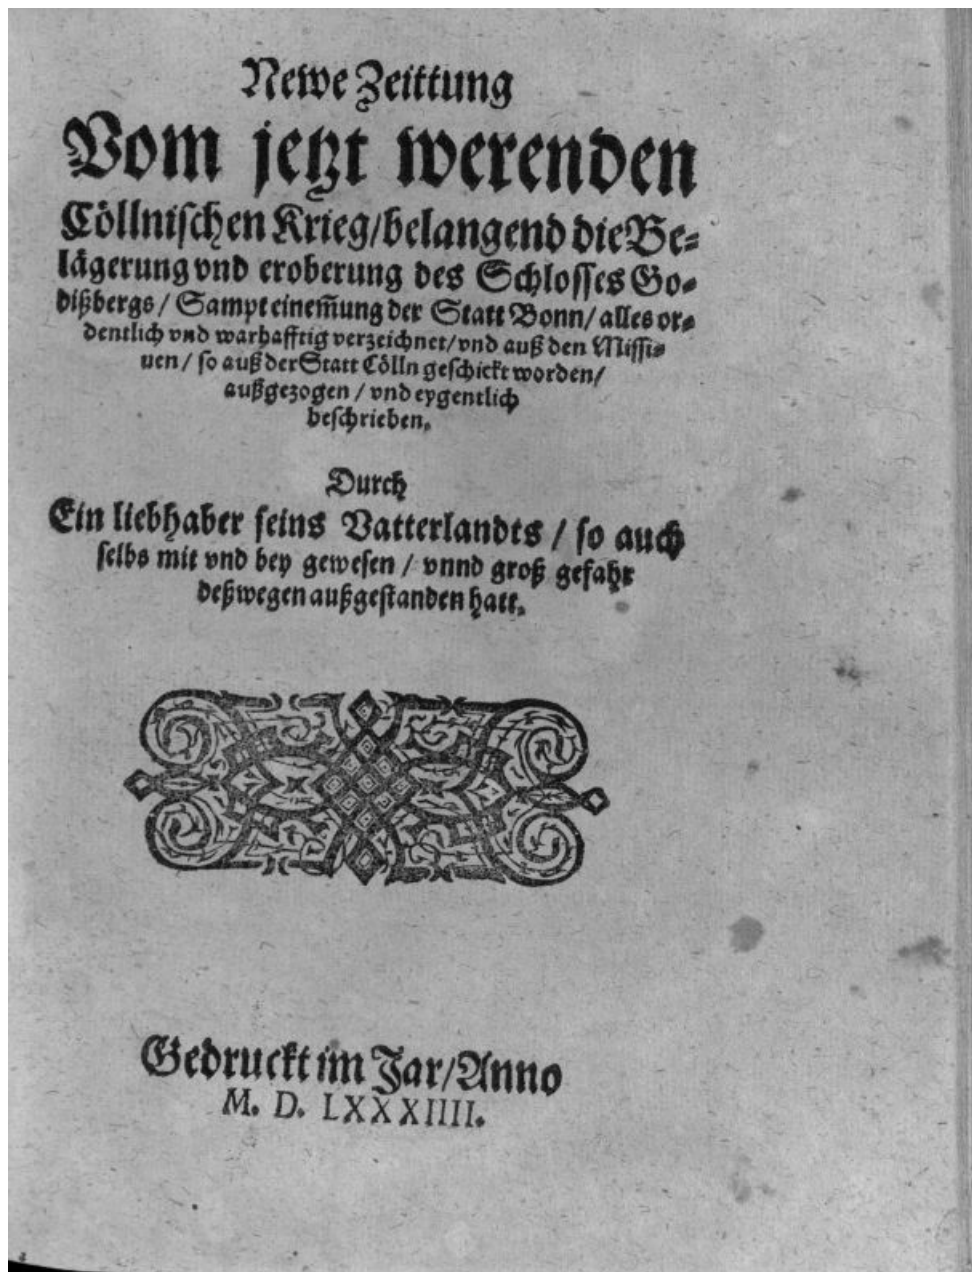 Newe Zeittung
Vom jetzt werenden
Cöllnischen Krieg/belangend die Be-
lägerung vnd eroberung des Schlosses Go-
dißbergs/ Sampt einem̄ung der Statt Bonn/ alles or-
dentlich vnd warhafftig verzeichnet/vnd auß den Missi-
uen/ so auß der Statt Cölln geschickt worden/
außgezogen / vnd eygentlich
beschrieben.
Durch
Ein liebhaber seins Vatterlandts / so auch
selbs mit vnd bey gewesen / vnnd groß gefahr
deßwegen außgestanden hatt.
Gedruckt im Jar/Anno
M. D. LXXXIIII.